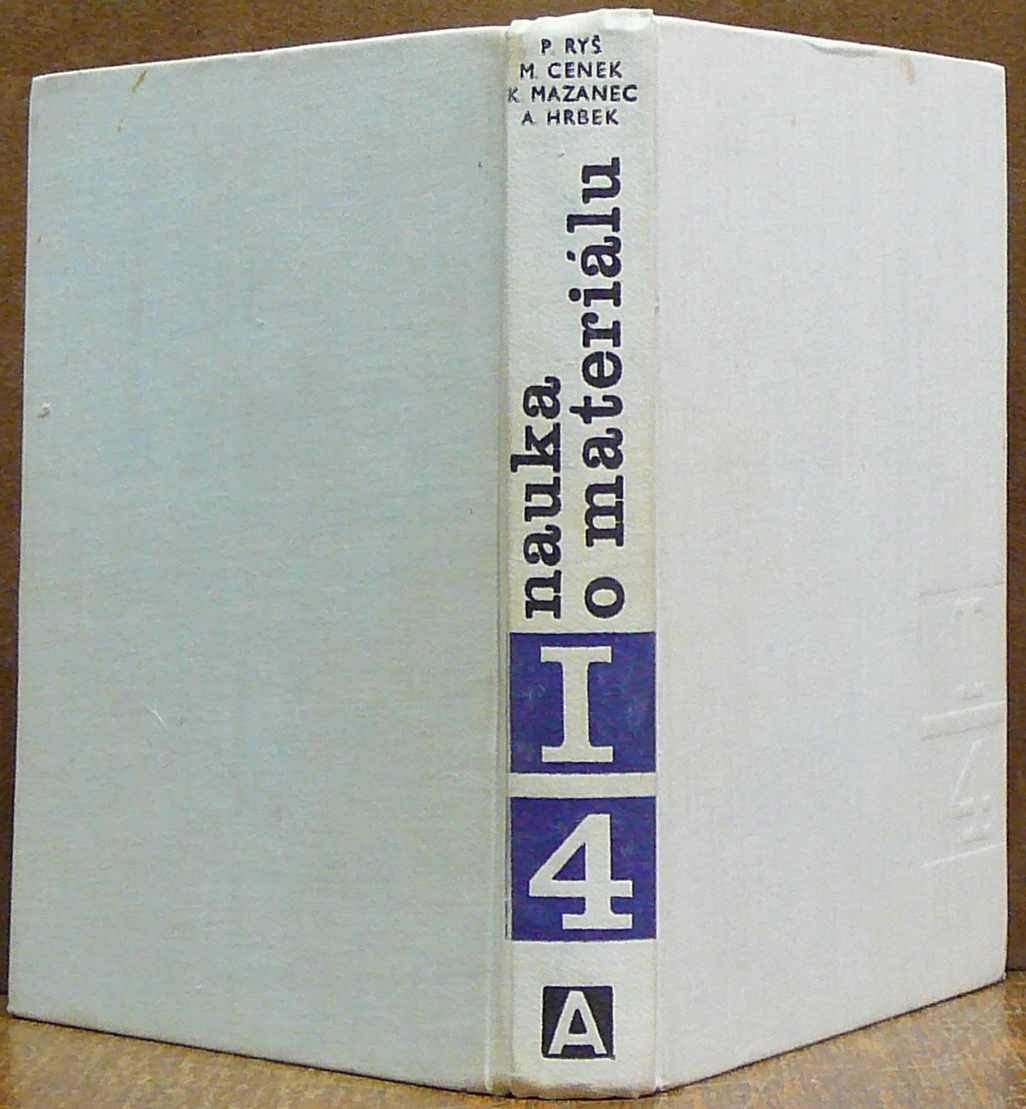 P. RYŠ
M. CENEK
K. MAZANEC
A. HRBEK
nauka
o materiálu
I
4
A